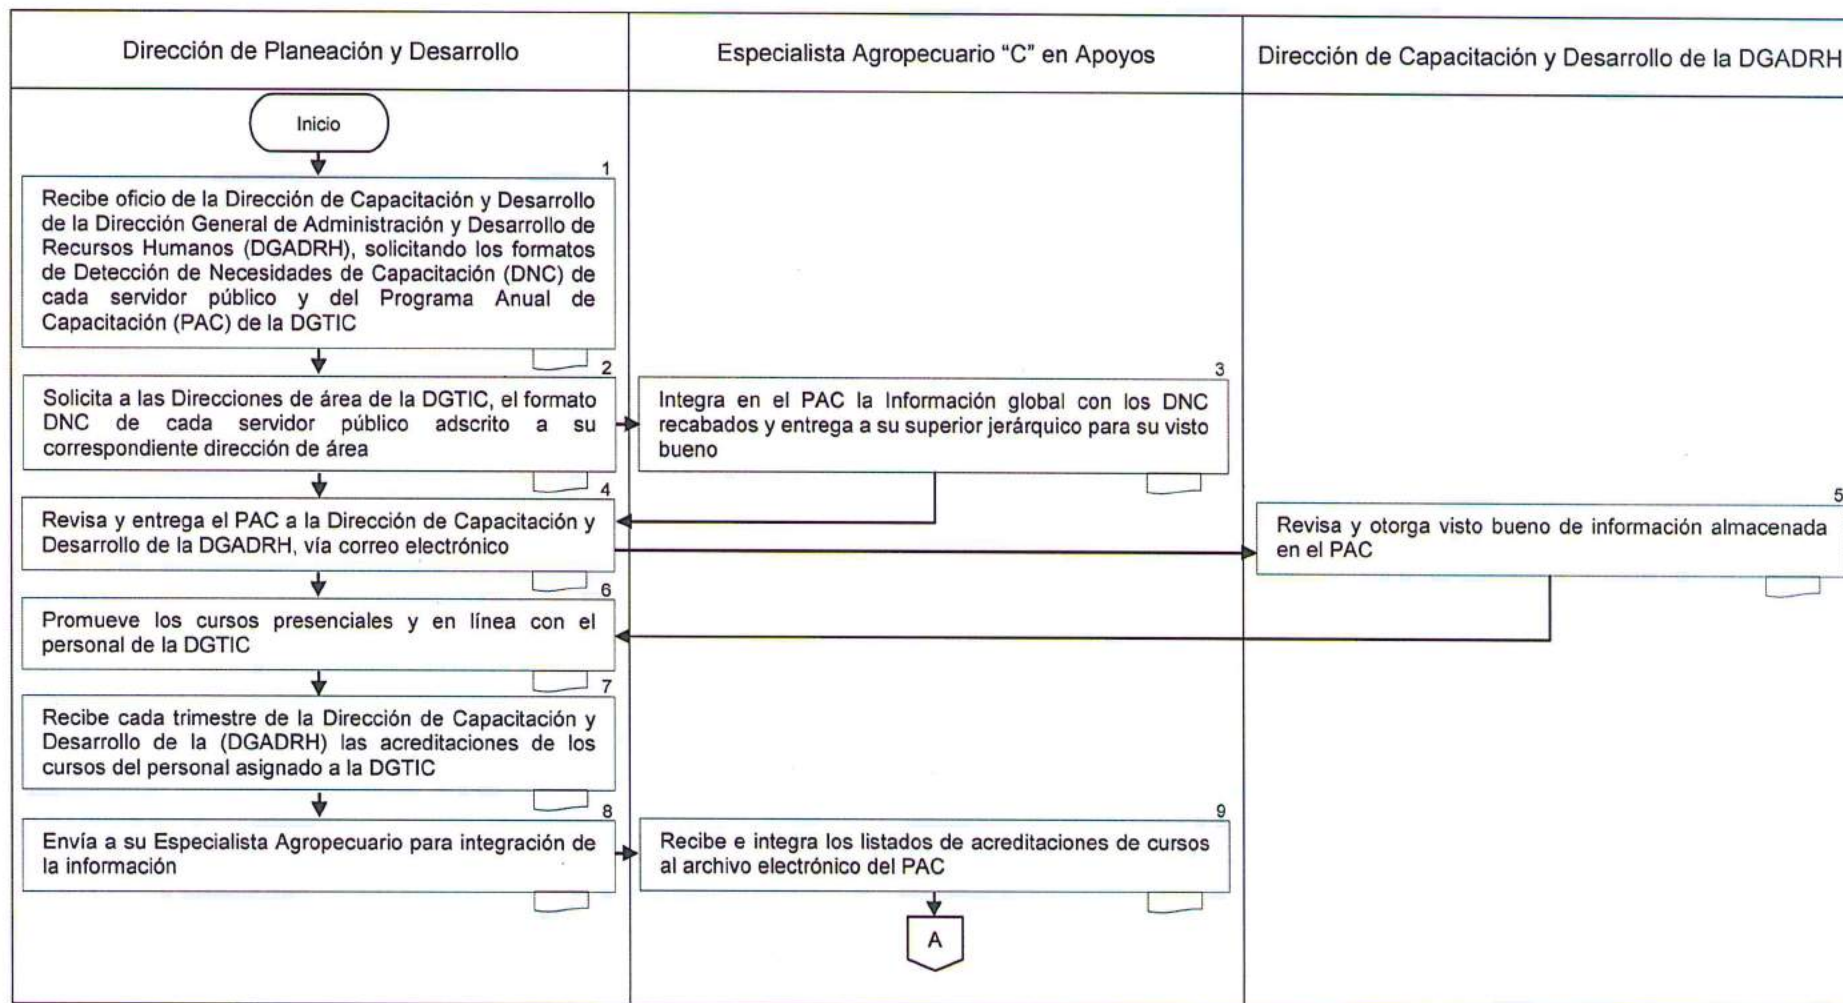 Dirección de Planeación y Desarrollo
Especialista Agropecuario "C" en Apoyos
Dirección de Capacitación y Desarrollo de la DGADRH
Inicio
1
Recibe oficio de la Dirección de Capacitación y Desarrollo
de la Dirección General de Administración y Desarrollo de
Recursos Humanos (DGADRH), solicitando los formatos
de Detección de Necesidades de Capacitación (DNC) de
cada servidor público y del Programa Anual de
Capacitación (PAC) de la DGTIC
2
Solicita a las Direcciones de área de la DGTIC, el formato
DNC de cada servidor público adscrito a su
correspondiente dirección de área
3
Integra en el PAC la Información global con los DNC
recabados y entrega a su superior jerárquico para su visto
bueno
4
Revisa y entrega el PAC a la Dirección de Capacitación y
Desarrollo de la DGADRH, vía correo electrónico
5
Revisa y otorga visto bueno de información almacenada
en el PAC
6
Promueve los cursos presenciales y en línea con el
personal de la DGTIC
7
Recibe cada trimestre de la Dirección de Capacitación y
Desarrollo de la (DGADRH) las acreditaciones de los
cursos del personal asignado a la DGTIC
8
Envía a su Especialista Agropecuario para integración de
la información
9
Recibe e integra los listados de acreditaciones de cursos
al archivo electrónico del PAC
A